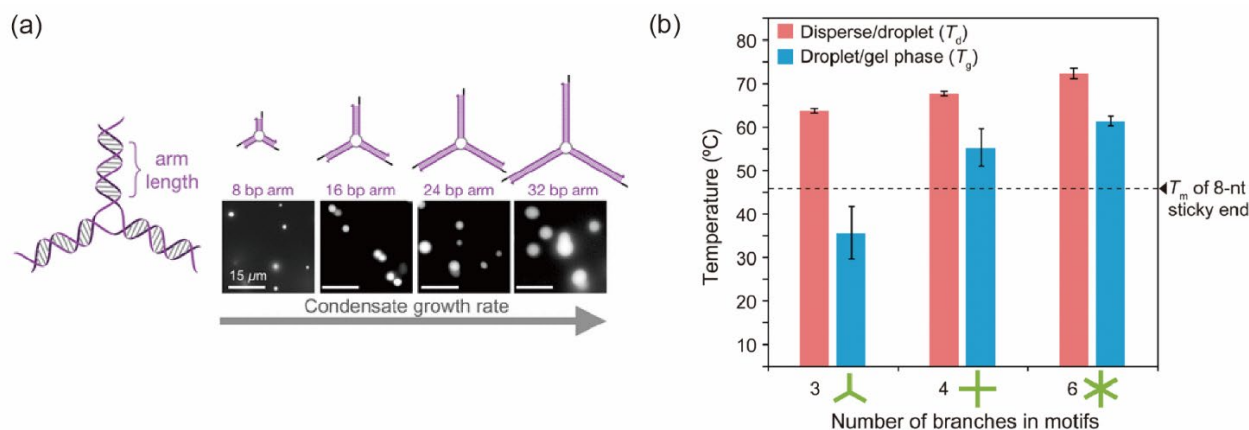 (a)
arm
length
8 bp arm
16 bp arm
24 bp arm
32 bp arm
15 µm
Condensate growth rate
(b)
Disperse/droplet (Td)
Droplet/gel phase (Tg)
Temperature (ºC)
85
80
70
60
50
40
30
20
10
Tm of 8-nt
sticky end
3
4
6
Number of branches in motifs